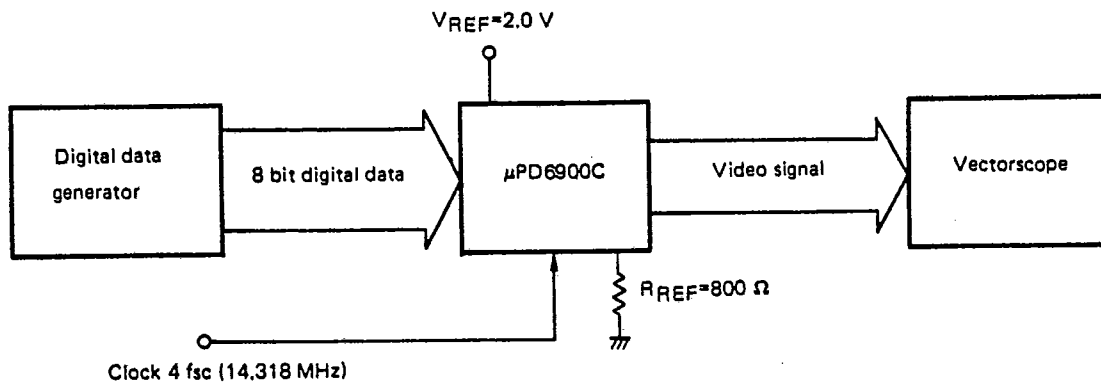 VREF=2.0 V
Digital data
generator
8 bit digital data
μPD6900C
Video signal
Vectorscope
RREF=800 Ω
Clock 4 fsc (14,318 MHz)